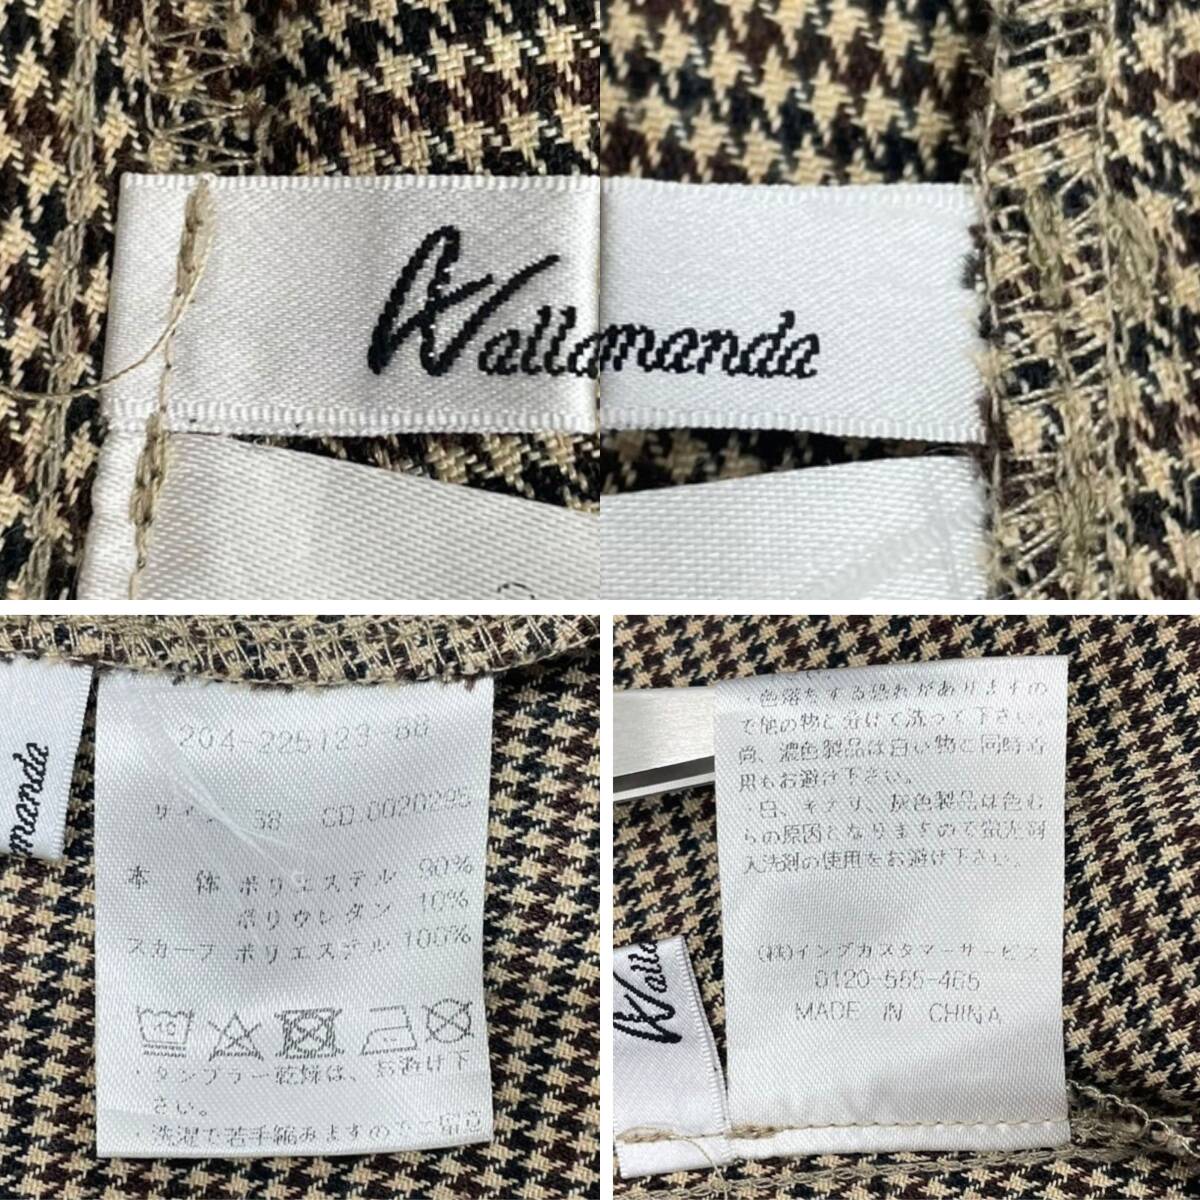 Wallamanda
204 225123 88
サイズ 38 CD.0020295
本 体 ポリエステル 90%
ポリウレタン 10%
スカーフ ポリエステル 100%
40
・タンブラー乾燥は、お避け下
さい。
・洗濯で若干縮みますのでご留意
manda
・色落をする恐れがありますの
で他の物と分けて洗って下さい。
尚、濃色製品は白い物と同時着
用もお避け下さい。
・白、キナリ、灰色製品は色む
らの原因となりますので蛍光剤
入洗剤の使用をお避け下さい。
(株)イングカスタマーサービス
0120-555-465
MADE IN CHINA
Walla